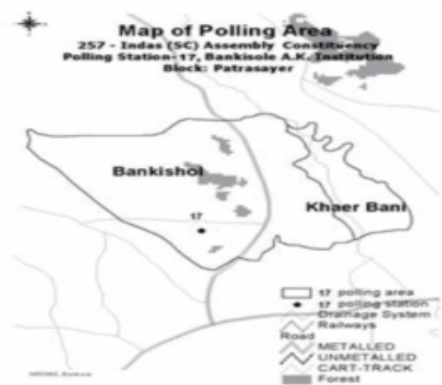 Map of Polling Area
257 - Indas (SC) Assembly Constituency
Polling Station-17, Bankisole A.K. Institution
Block: Patrasayer
Bankishol
17
Khaer Bani
17 polling area
17 polling station
Drainage System
Railways
Road
METALLED
UNMETALLED
CART-TRACK
Forest